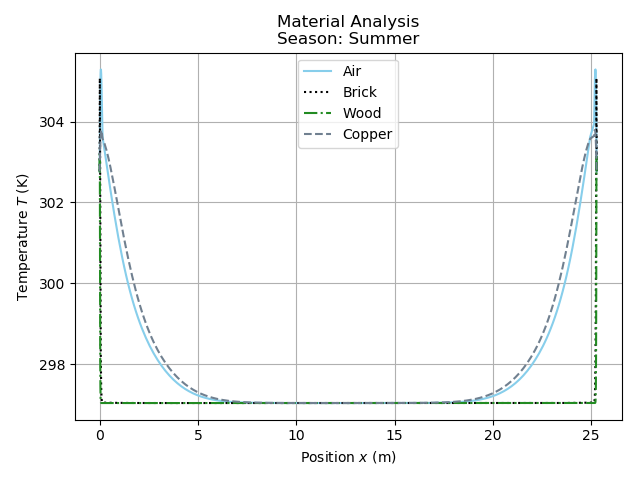 Material Analysis
Season: Summer
Air
Brick
Wood
Copper
304
302
300
298
Temperature T (K)
0
5
10
15
20
25
Position x (m)